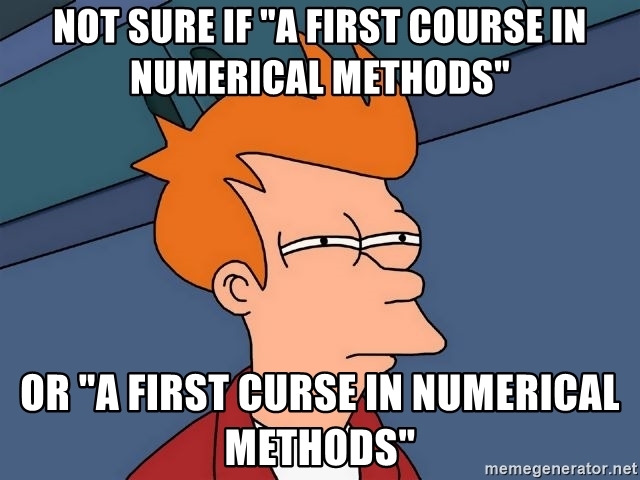 NOT SURE IF "A FIRST COURSE IN
NUMERICAL METHODS"
OR "A FIRST CURSE IN NUMERICAL
METHODS"
memegenerator.net